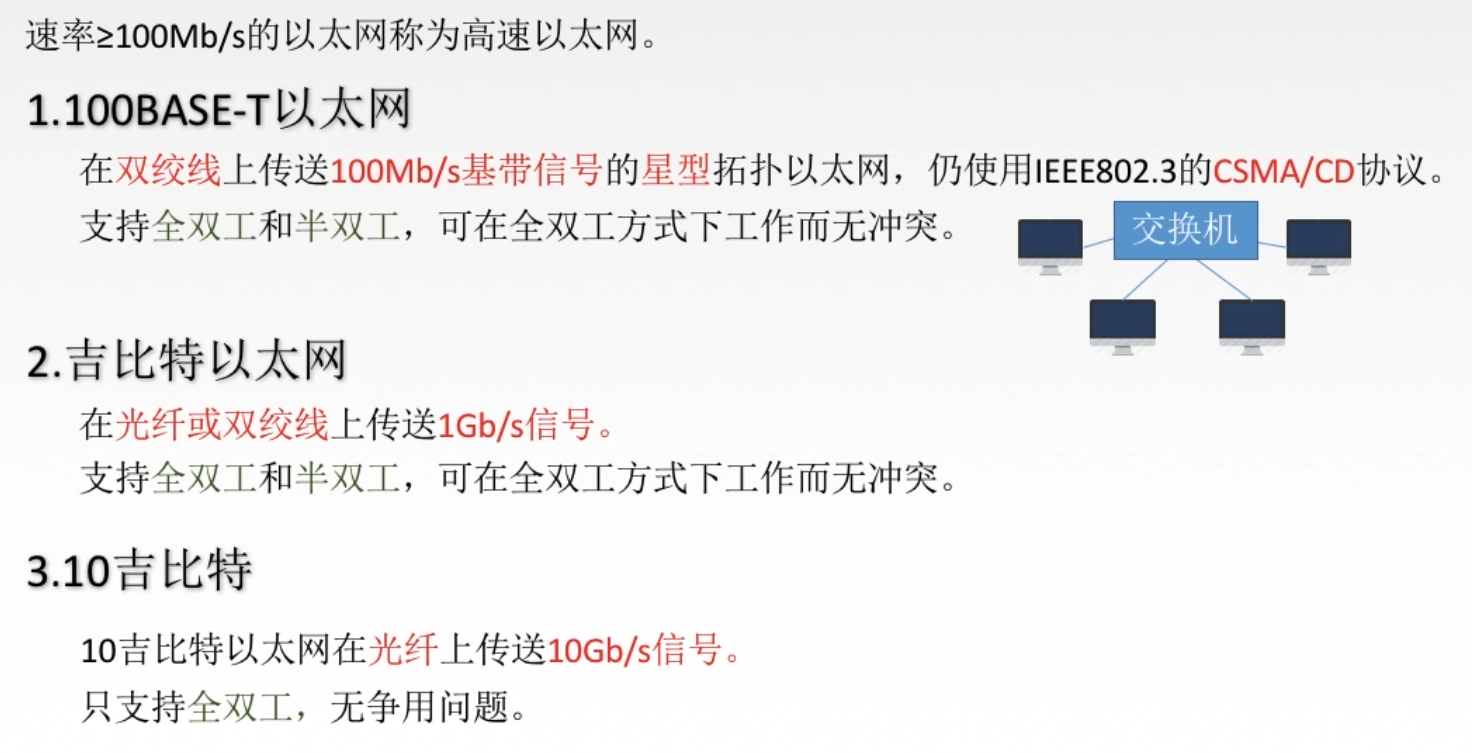 速率≥100Mb/s的以太网称为高速以太网。
1.100BASE-T以太网
在双绞线上传送100Mb/s基带信号的星型拓扑以太网，仍使用IEEE802.3的CSMA/CD协议。
支持全双工和半双工，可在全双工方式下工作而无冲突。
交换机
2.吉比特以太网
在光纤或双绞线上传送1Gb/s信号。
支持全双工和半双工，可在全双工方式下工作而无冲突。
3.10吉比特
10吉比特以太网在光纤上传送10Gb/s信号。
只支持全双工，无争用问题。